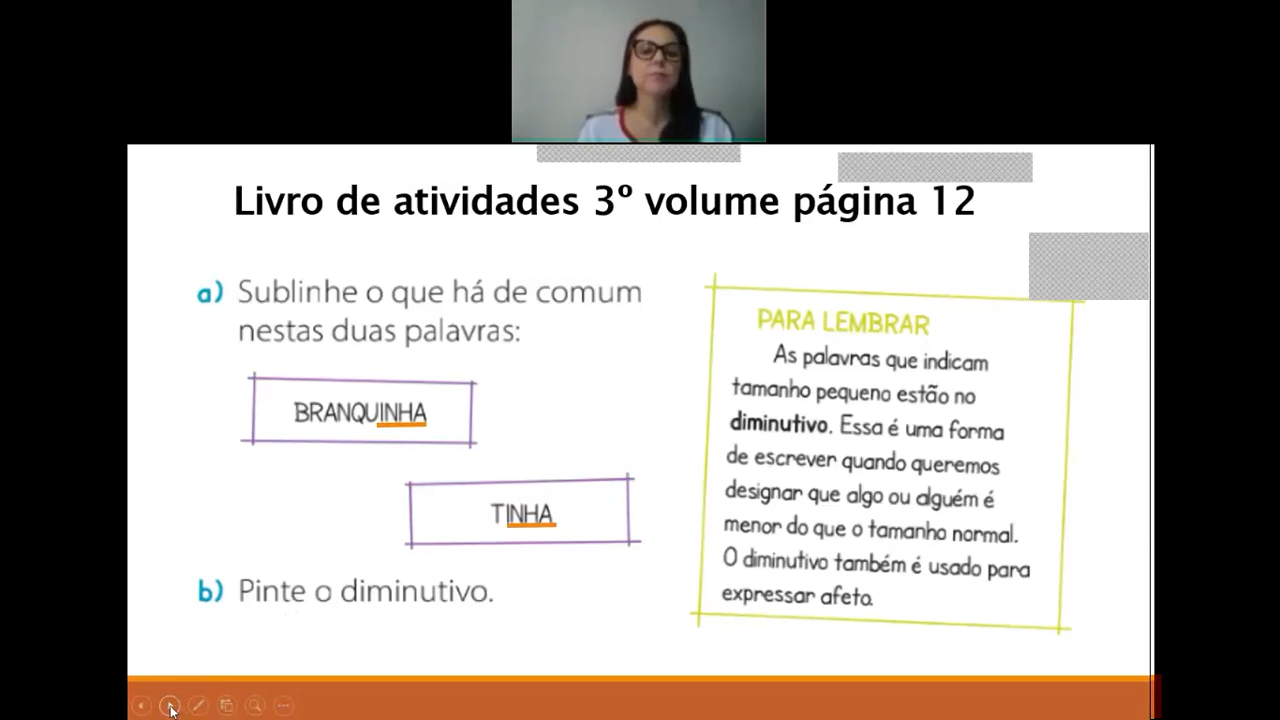 Livro de atividades 3º volume página 12
a) Sublinhe o que há de comum
nestas duas palavras:
BRANQUINHA
TINHA
b) Pinte o diminutivo.
PARA LEMBRAR
As palavras que indicam
tamanho pequeno estão no
diminutivo. Essa é uma forma
de escrever quando queremos
designar que algo ou alguém é
menor do que o tamanho normal.
O diminutivo também é usado para
expressar afeto.